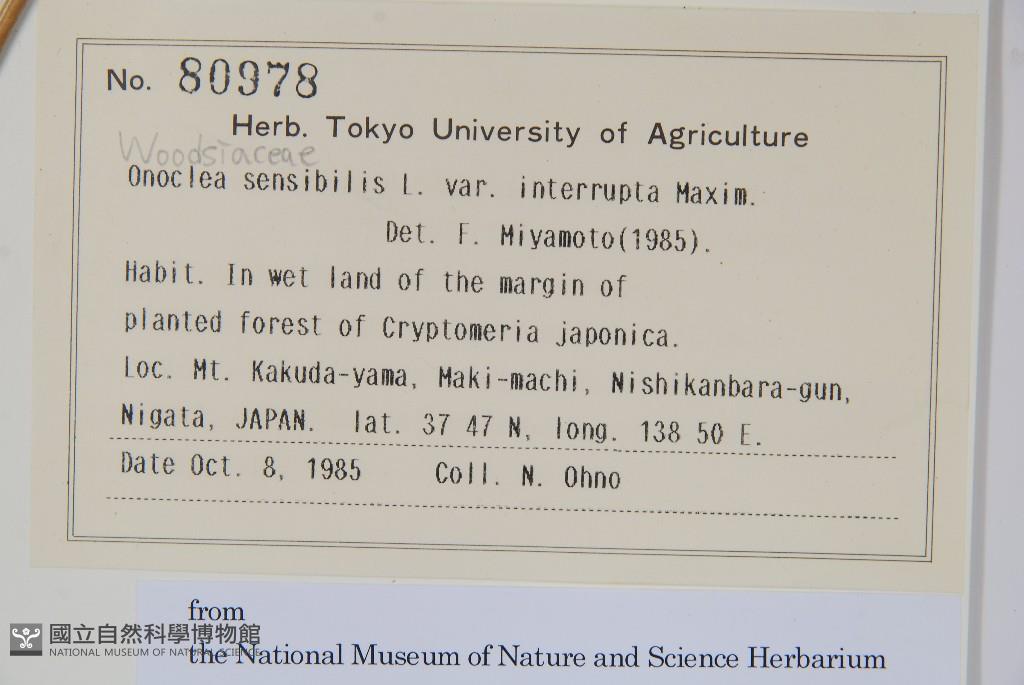 No. 80978
Herb. Tokyo University of Agriculture
Woodsiaceae
Onoclea sensibilis L. var. interrupta Maxim.
Det. F. Miyamoto(1985).
Habit. In wet land of the margin of
planted forest of Cryptomeria japonica.
Loc. Mt. Kakuda-yama, Maki-machi, Nishikanbara-gun,
Nigata, JAPAN. lat. 37 47 N, long. 138 50 E.
Date Oct. 8, 1985 Coll. N. Ohno
from
the National Museum of Nature and Science Herbarium
國立自然科學博物館
NATIONAL MUSEUM OF NATURAL SCIENCE